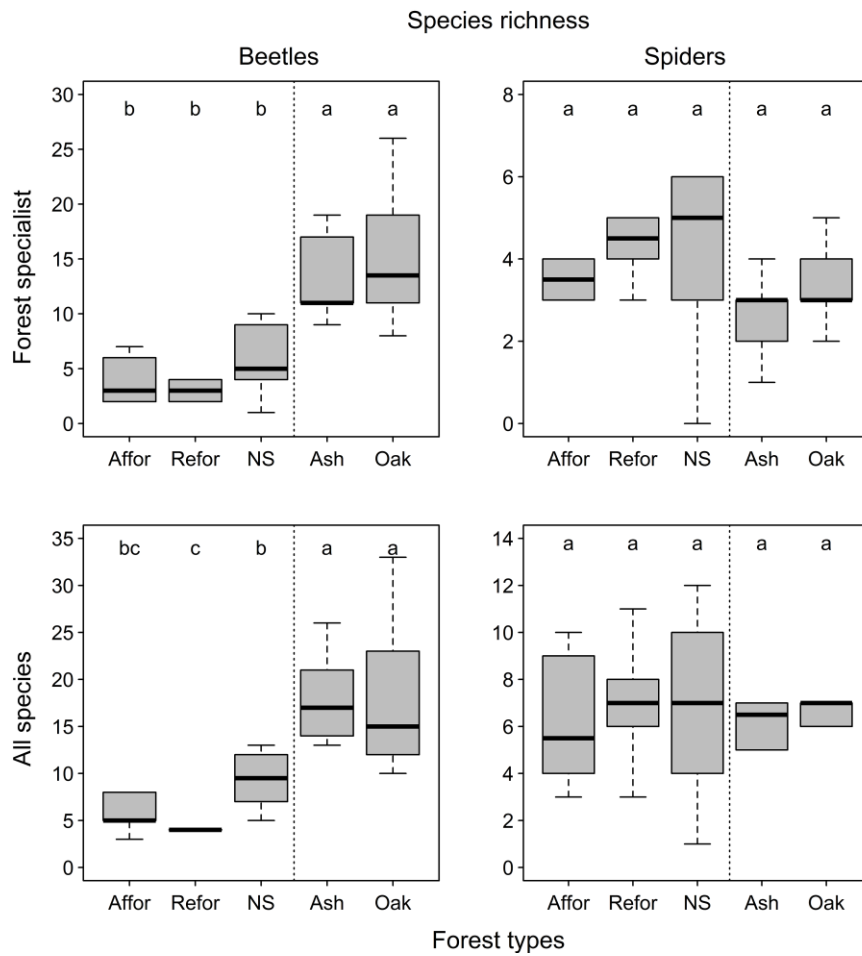 Species richness
Beetles Spiders
Forest specialist
30
25
20
15
10
5
0
b b b a a
Affor Refor NS Ash Oak
8
6
4
2
0
a a a a a
Affor Refor NS Ash Oak
All species
35
30
25
20
15
10
5
0
bc c b a a
Affor Refor NS Ash Oak
14
12
10
8
6
4
2
0
a a a a a
Affor Refor NS Ash Oak
Forest types